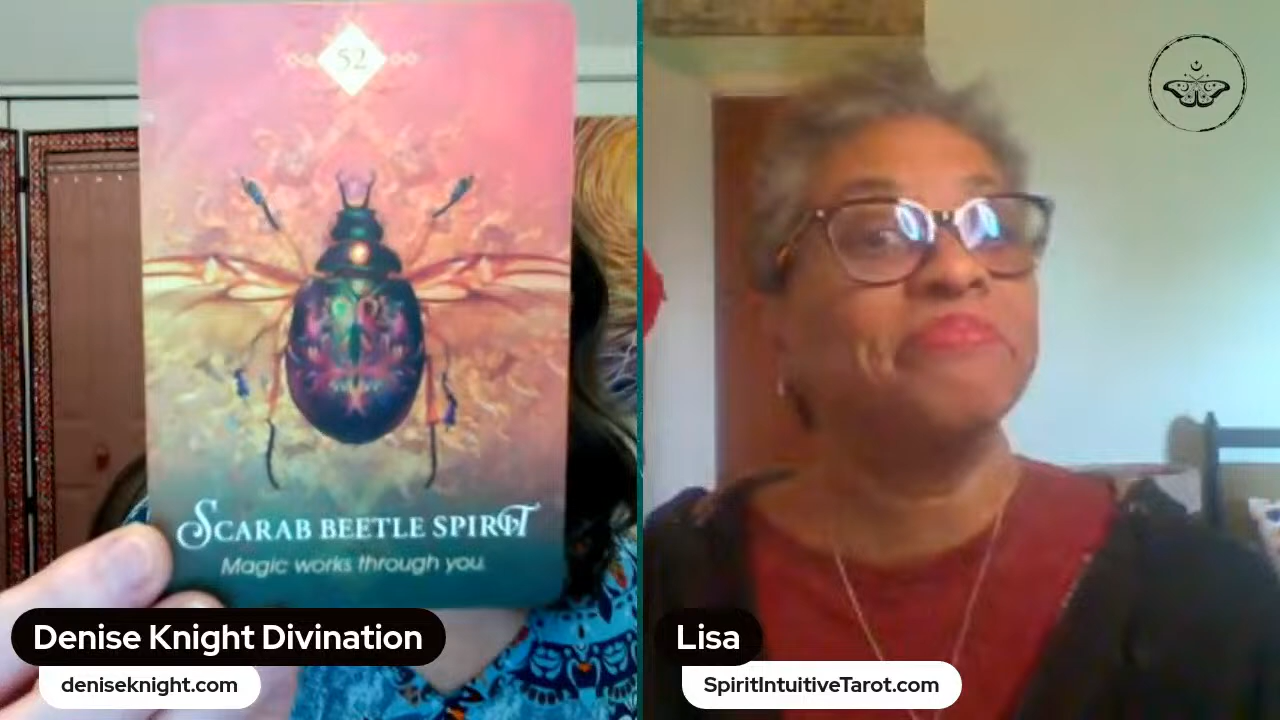 52
SCARAB BEETLE SPIRIT
Magic works through you.
Denise Knight Divination
deniseknight.com
Lisa
SpiritIntuitiveTarot.com